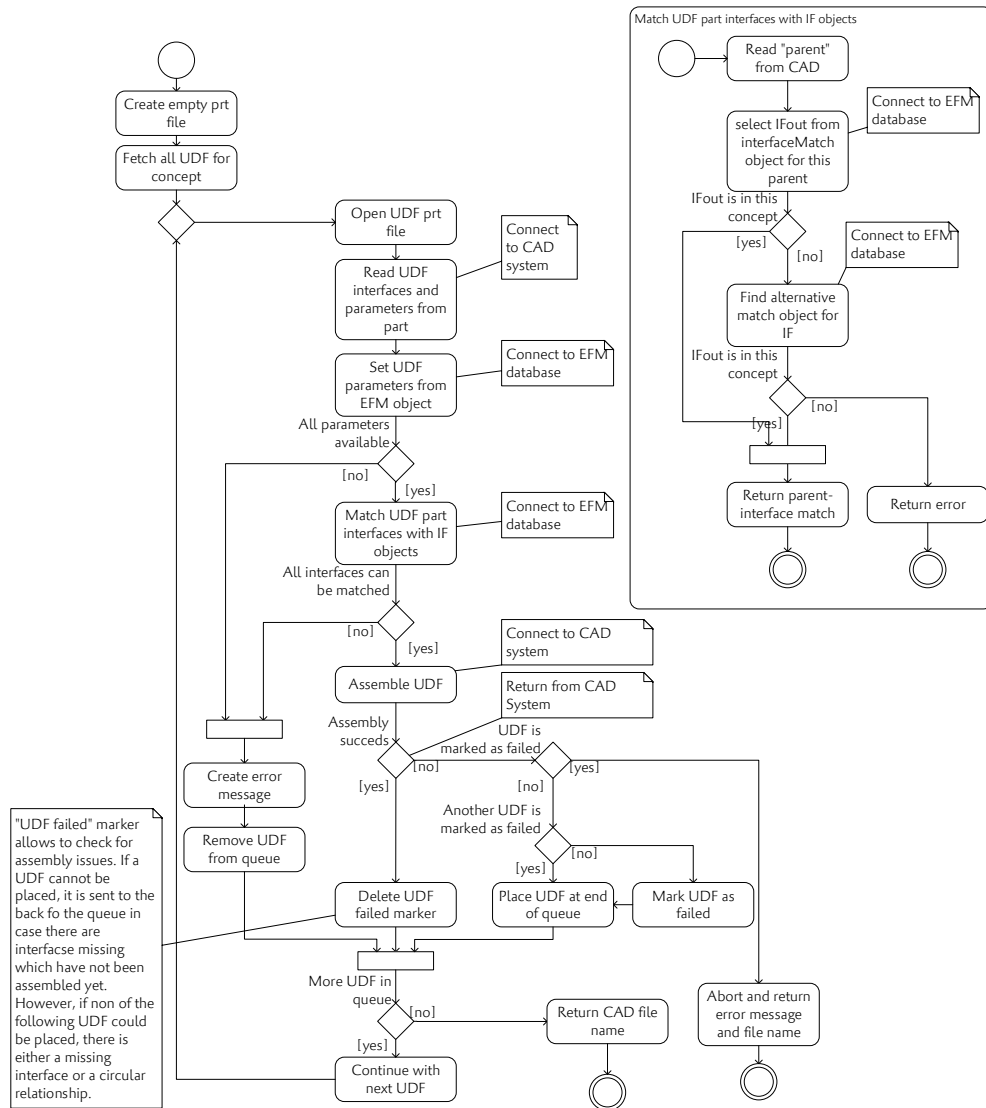 Match UDF part interfaces with IF objects
Read "parent"
from CAD
Connect to EFM
database
select IFout from
interfaceMatch
object for this
parent
IFout is in this
concept
[yes]
[no]
Connect to EFM
database
Find alternative
match object for
IF
IFout is in this
concept
[no]
[yes]
Return parent-
interface match
Return error
Create empty prt
file
Fetch all UDF for
concept
Open UDF prt
file
Connect
to CAD
system
Read UDF
interfaces and
parameters from
part
Set UDF
parameters from
EFM object
Connect to EFM
database
All parameters
available
[no]
[yes]
Match UDF part
interfaces with IF
objects
Connect to EFM
database
All interfaces can
be matched
[no]
[yes]
Connect to CAD
system
Assemble UDF
Return from CAD
System
Assembly
succeds
[no]
[yes]
UDF is
marked as failed
[yes]
[no]
Create error
message
Another UDF is
marked as failed
[no]
[yes]
Remove UDF
from queue
"UDF failed" marker
allows to check for
assembly issues. If a
UDF cannot be
placed, it is sent to the
back fo the queue in
case there are
interfacse missing
which have not been
assembled yet.
However, if non of the
following UDF could
be placed, there is
either a missing
interface or a circular
relationship.
Delete UDF
failed marker
Place UDF at end
of queue
Mark UDF as
failed
More UDF in
queue
[no]
[yes]
Return CAD file
name
Abort and return
error message
and file name
Continue with
next UDF